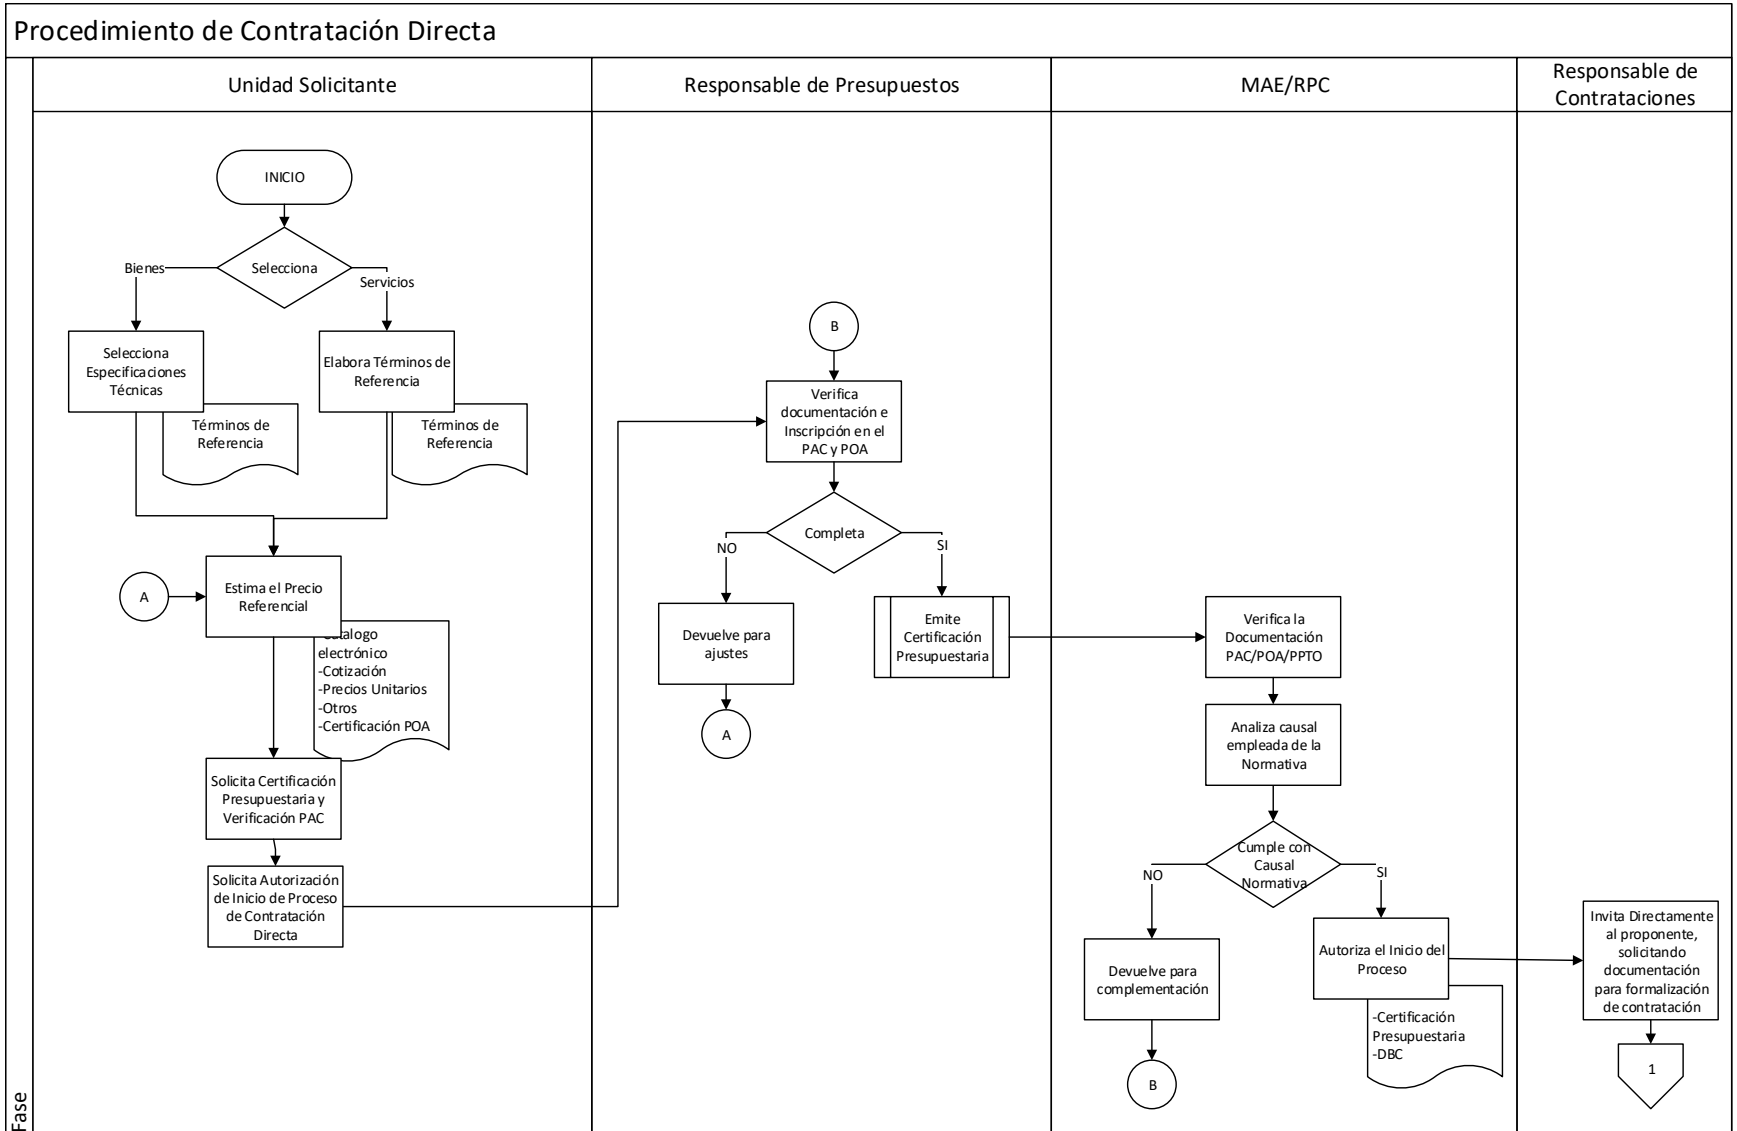 Procedimiento de Contratación Directa
Unidad Solicitante
Responsable de Presupuestos
MAE/RPC
Responsable de
Contrataciones
Fase
INICIO
Selecciona
Bienes
Servicios
Selecciona
Especificaciones
Técnicas
Términos de
Referencia
Elabora Términos de
Referencia
Términos de
Referencia
A
Estima el Precio
Referencial
electrónico
-Cotización
-Precios Unitarios
-Otros
-Certificación POA
Solicita Certificación
Presupuestaria y
Verificación PAC
Solicita Autorización
de Inicio de Proceso
de Contratación
Directa
B
Verifica
documentación e
Inscripción en el
PAC y POA
Completa
NO
SI
Devuelve para
ajustes
A
Emite
Certificación
Presupuestaria
Verifica la
Documentación
PAC/POA/PPTO
Analiza causal
empleada de la
Normativa
Cumple con
Causal
Normativa
NO
SI
Devuelve para
complementación
B
Autoriza el Inicio del
Proceso
-Certificación
Presupuestaria
-DBC
Invita Directamente
al proponente,
solicitando
documentación
para formalización
de contratación
1